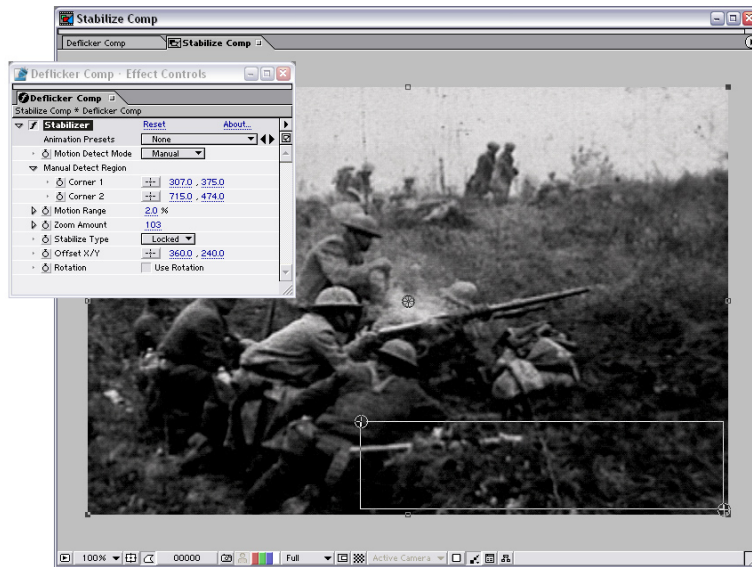 Stabilize Comp
Deflicker Comp
Stabilize Comp
Deflicker Comp · Effect Controls
Deflicker Comp
Stabilize Comp * Deflicker Comp
Stabilizer Reset About...
Animation Presets None
Motion Detect Mode Manual
Manual Detect Region
Corner 1 307.0 , 375.0
Corner 2 715.0 , 474.0
Motion Range 2.0 %
Zoom Amount 103
Stabilize Type Locked
Offset X/Y 360.0 , 240.0
Rotation Use Rotation
100% 00000 Full Active Camera